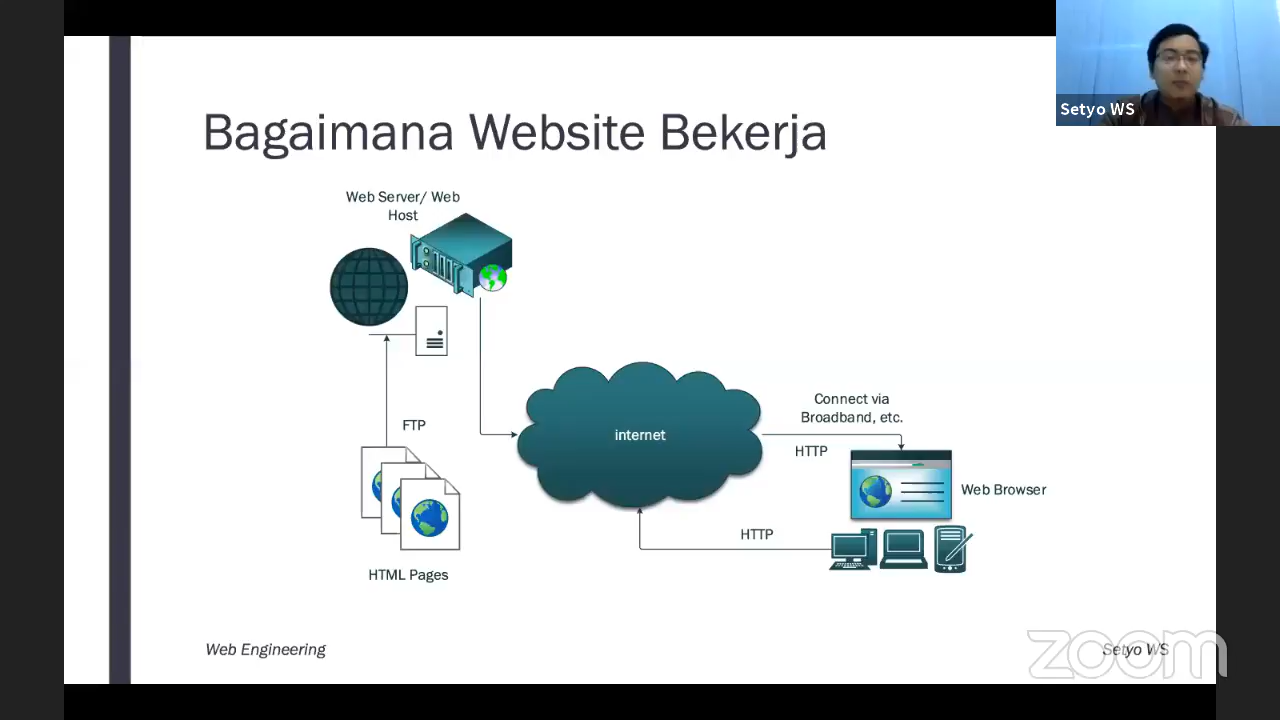 Setyo WS
Bagaimana Website Bekerja
Web Server/ Web
Host
FTP
HTML Pages
internet
Connect via
Broadband, etc.
HTTP
Web Browser
HTTP
Web Engineering
Setyo WS
zoom